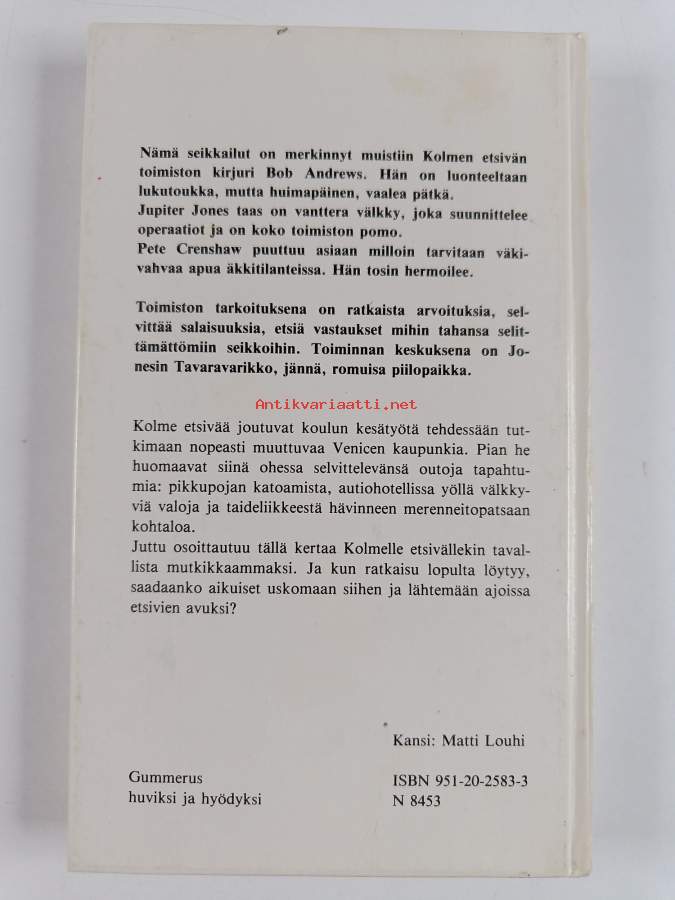 Nämä seikkailut on merkinnyt muistiin Kolmen etsivän
toimiston kirjuri Bob Andrews. Hän on luonteeltaan
lukutoukka, mutta huimapäinen, vaalea pätkä.
Jupiter Jones taas on vanttera välkky, joka suunnittelee
operaatiot ja on koko toimiston pomo.
Pete Crenshaw puuttuu asiaan milloin tarvitaan väki-
vahvaa apua äkkitilanteissa. Hän tosin hermoilee.
Toimiston tarkoituksena on ratkaista arvoituksia, sel-
vittää salaisuuksia, etsiä vastaukset mihin tahansa selit-
tämättömiin seikkoihin. Toiminnan keskuksena on Jo-
nesin Tavaravarikko, jännä, romuisa piilopaikka.
Antikvariaatti.net
Kolme etsivää joutuvat koulun kesätyötä tehdessään tut-
kimaan nopeasti muuttuvaa Venicen kaupunkia. Pian he
huomaavat siinä ohessa selvittelevänsä outoja tapahtu-
mia: pikkupojan katoamista, autiohotellissa yöllä välkky-
viä valoja ja taideliikkeestä hävinneen merenneitopatsaan
kohtaloa.
Juttu osoittautuu tällä kertaa Kolmelle etsivällekin taval-
lista mutkikkaammaksi. Ja kun ratkaisu lopulta löytyy,
saadaanko aikuiset uskomaan siihen ja lähtemään ajoissa
etsivien avuksi?
Kansi: Matti Louhi
Gummerus
huviksi ja hyödyksi
ISBN 951-20-2583-3
N 8453